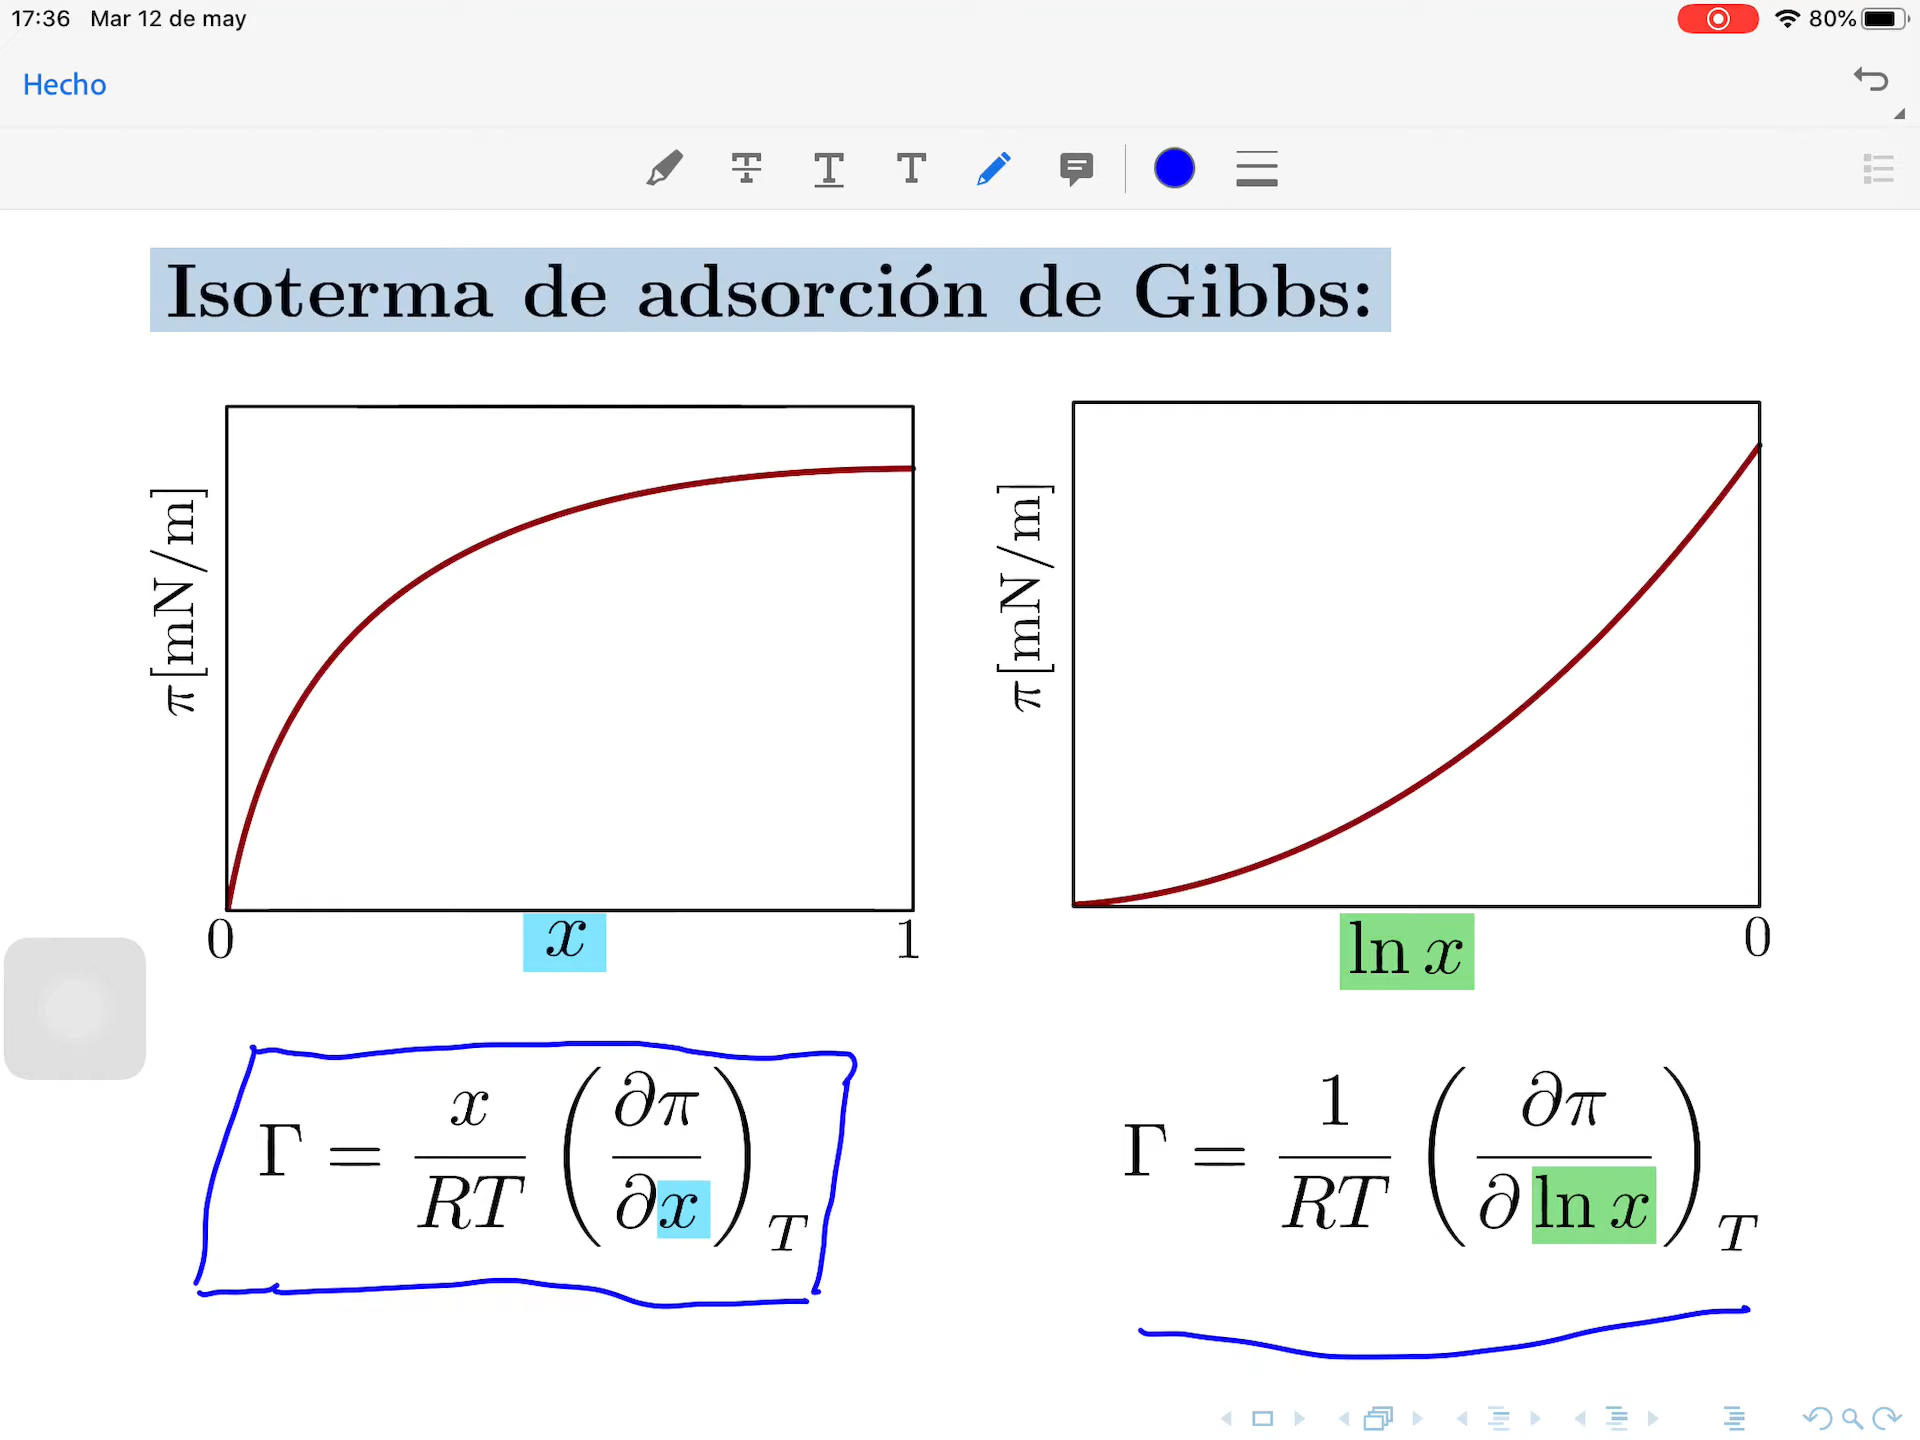 17:36 Mar 12 de may 80%
Hecho
Isoterma de adsorción de Gibbs:
π[mN/m]
0 x 1
π[mN/m]
ln x 0
Γ = x/RT (∂π/∂x)_T
Γ = 1/RT (∂π/∂ ln x)_T